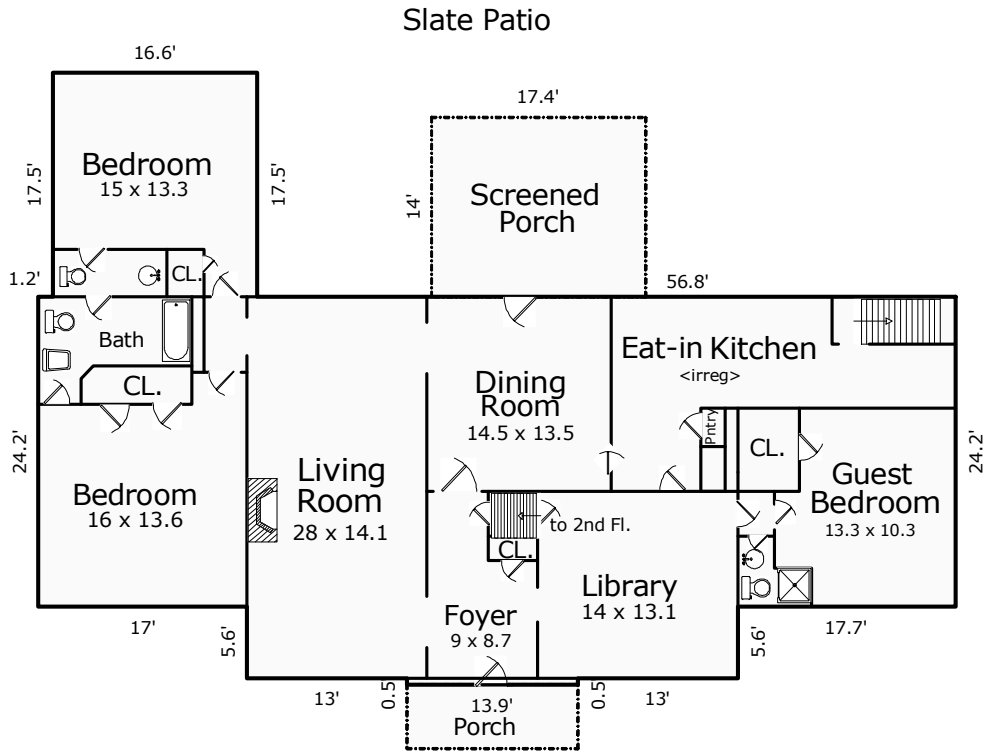 Slate Patio
16.6'
17.4'
17.5'
Bedroom
15 x 13.3
17.5'
14'
Screened
Porch
1.2'
CL.
56.8'
Bath
CL.
Eat-in Kitchen
<irreg>
Dining
Room
14.5 x 13.5
Pntry
CL.
24.2'
Bedroom
16 x 13.6
Living
Room
28 x 14.1
Guest
Bedroom
13.3 x 10.3
24.2'
to 2nd Fl.
CL.
Library
14 x 13.1
Foyer
9 x 8.7
17'
5.6'
5.6'
17.7'
13'
0.5'
13.9'
0.5'
13'
Porch